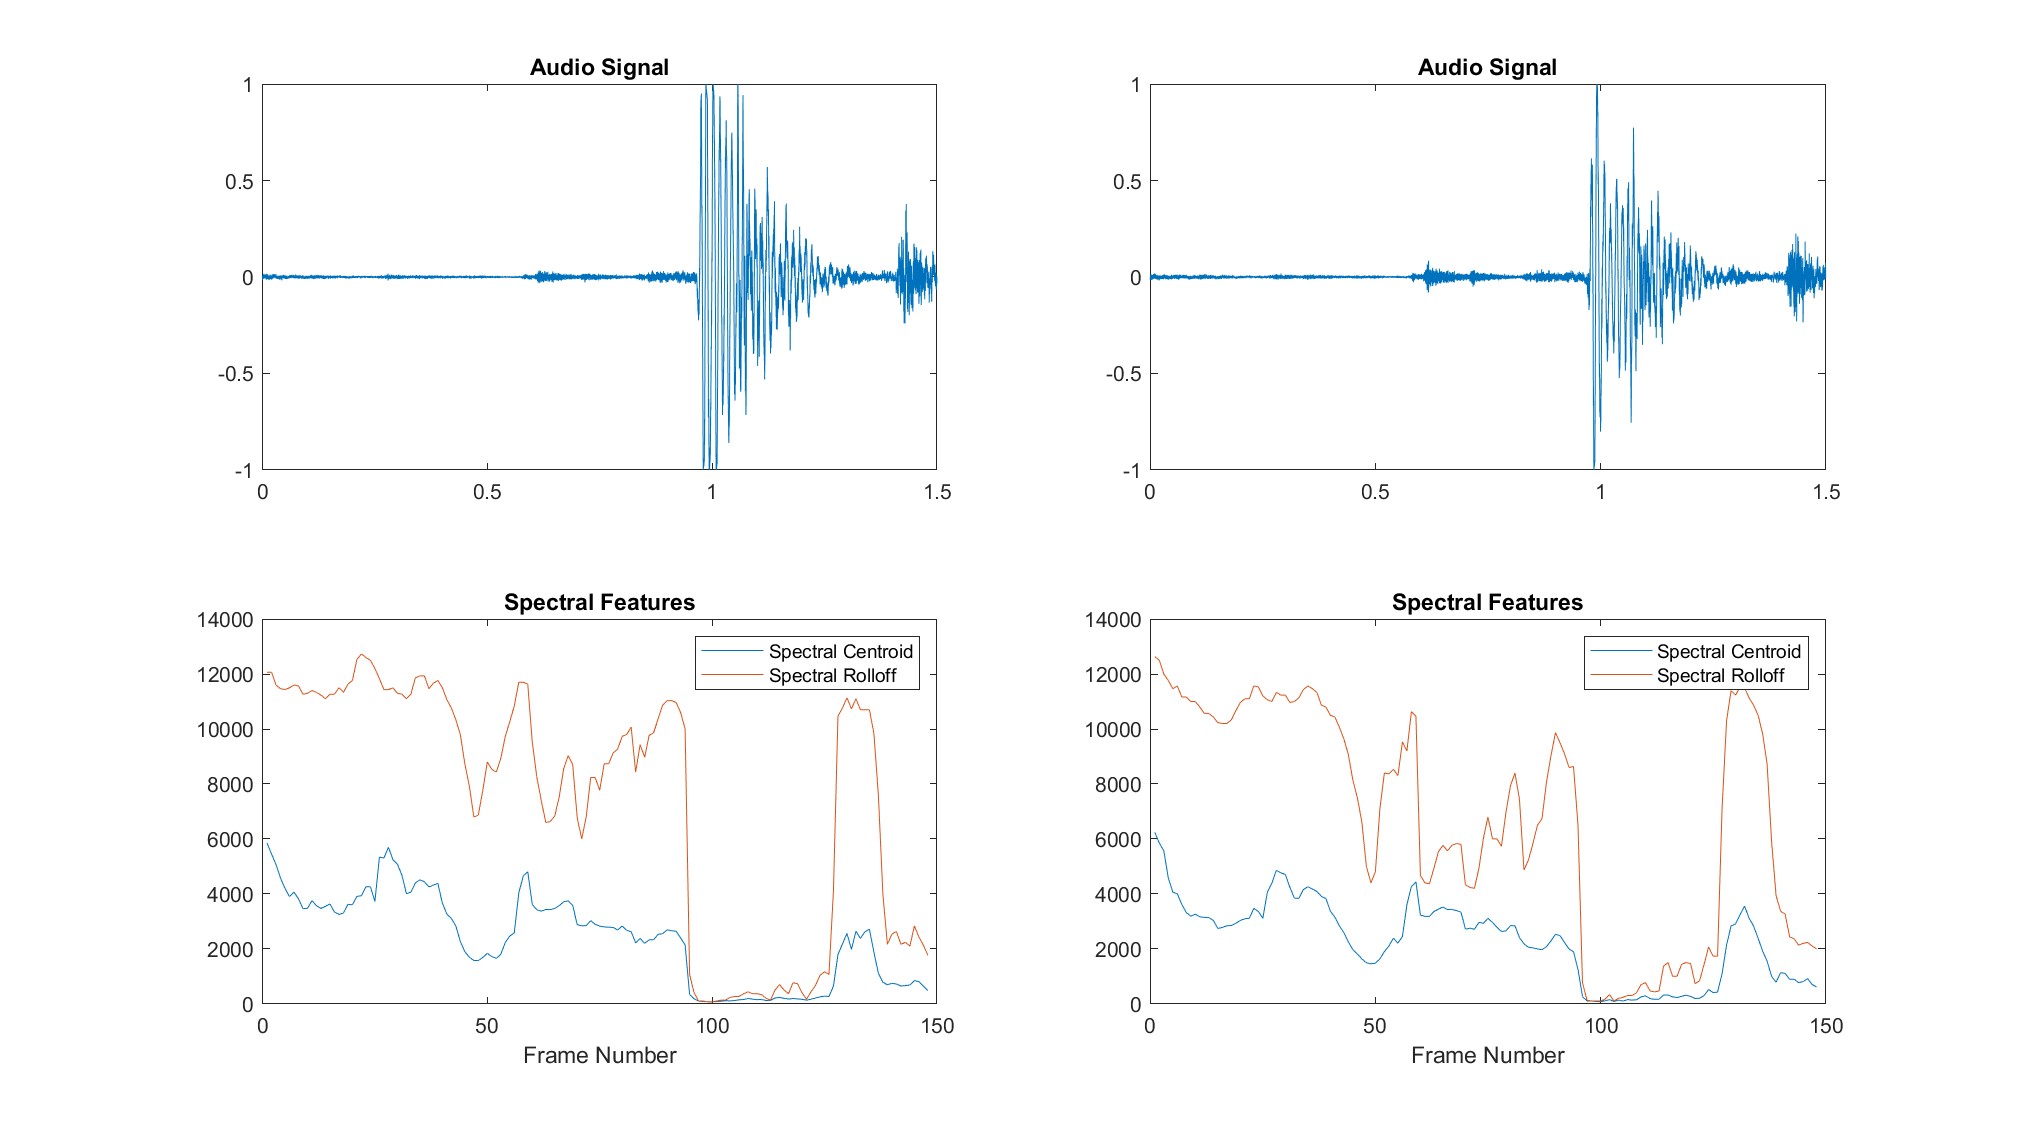 Audio Signal
1
0.5
0
-0.5
-1
0 0.5 1 1.5
Audio Signal
1
0.5
0
-0.5
-1
0 0.5 1 1.5
Spectral Features
14000
12000
10000
8000
6000
4000
2000
0
Spectral Centroid
Spectral Rolloff
0 50 100 150
Frame Number
Spectral Features
14000
12000
10000
8000
6000
4000
2000
0
Spectral Centroid
Spectral Rolloff
0 50 100 150
Frame Number